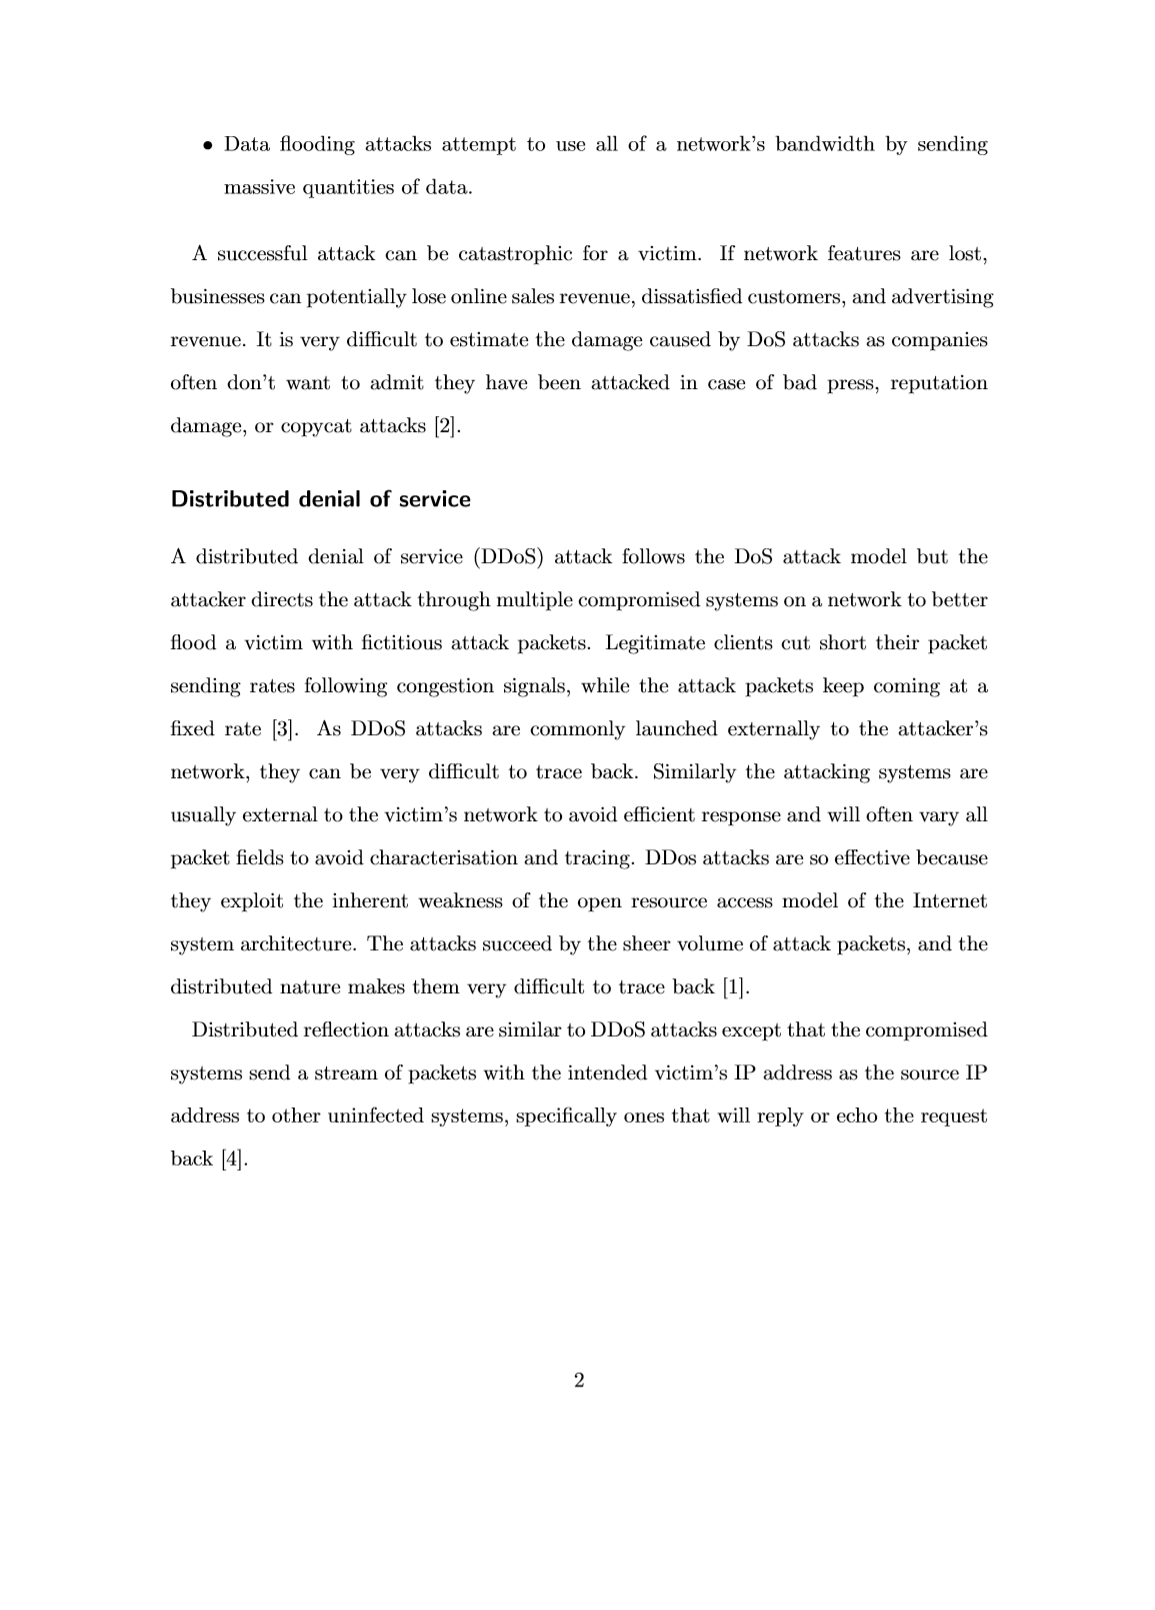 • Data flooding attacks attempt to use all of a network's bandwidth by sending
massive quantities of data.
A successful attack can be catastrophic for a victim. If network features are lost,
businesses can potentially lose online sales revenue, dissatisfied customers, and advertising
revenue. It is very difficult to estimate the damage caused by DoS attacks as companies
often don't want to admit they have been attacked in case of bad press, reputation
damage, or copycat attacks [2].
Distributed denial of service
A distributed denial of service (DDoS) attack follows the DoS attack model but the
attacker directs the attack through multiple compromised systems on a network to better
flood a victim with fictitious attack packets. Legitimate clients cut short their packet
sending rates following congestion signals, while the attack packets keep coming at a
fixed rate [3]. As DDoS attacks are commonly launched externally to the attacker's
network, they can be very difficult to trace back. Similarly the attacking systems are
usually external to the victim's network to avoid efficient response and will often vary all
packet fields to avoid characterisation and tracing. DDos attacks are so effective because
they exploit the inherent weakness of the open resource access model of the Internet
system architecture. The attacks succeed by the sheer volume of attack packets, and the
distributed nature makes them very difficult to trace back [1].
Distributed reflection attacks are similar to DDoS attacks except that the compromised
systems send a stream of packets with the intended victim's IP address as the source IP
address to other uninfected systems, specifically ones that will reply or echo the request
back [4].
2